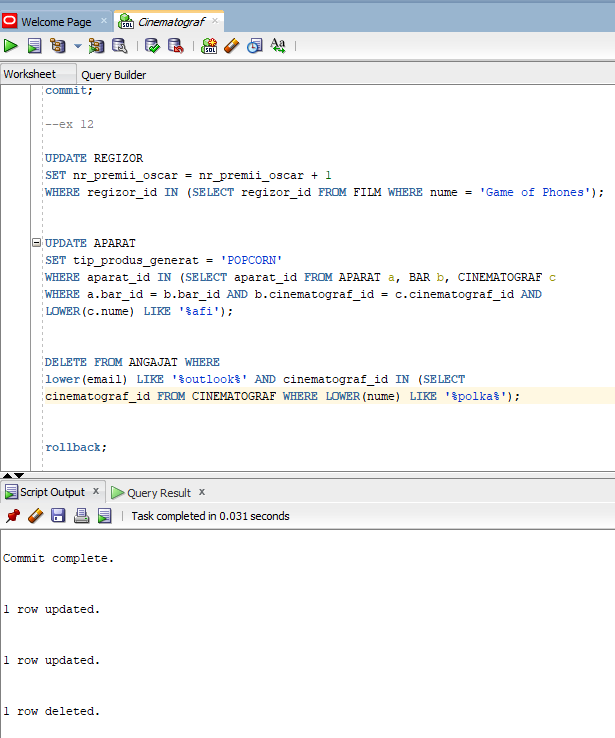 Welcome Page
Cinematograf
Worksheet
Query Builder
commit;
--ex 12
UPDATE REGIZOR
SET nr_premii_oscar = nr_premii_oscar + 1
WHERE regizor_id IN (SELECT regizor_id FROM FILM WHERE nume = 'Game of Phones');
UPDATE APARAT
SET tip_produs_generat = 'POPCORN'
WHERE aparat_id IN (SELECT aparat_id FROM APARAT a, BAR b, CINEMATOGRAF c
WHERE a.bar_id = b.bar_id AND b.cinematograf_id = c.cinematograf_id AND
LOWER(c.nume) LIKE '%afi');
DELETE FROM ANGAJAT WHERE
lower(email) LIKE '%outlook%' AND cinematograf_id IN (SELECT
cinematograf_id FROM CINEMATOGRAF WHERE LOWER(nume) LIKE '%polka%');
rollback;
Script Output
Query Result
Task completed in 0.031 seconds
Commit complete.
1 row updated.
1 row updated.
1 row deleted.